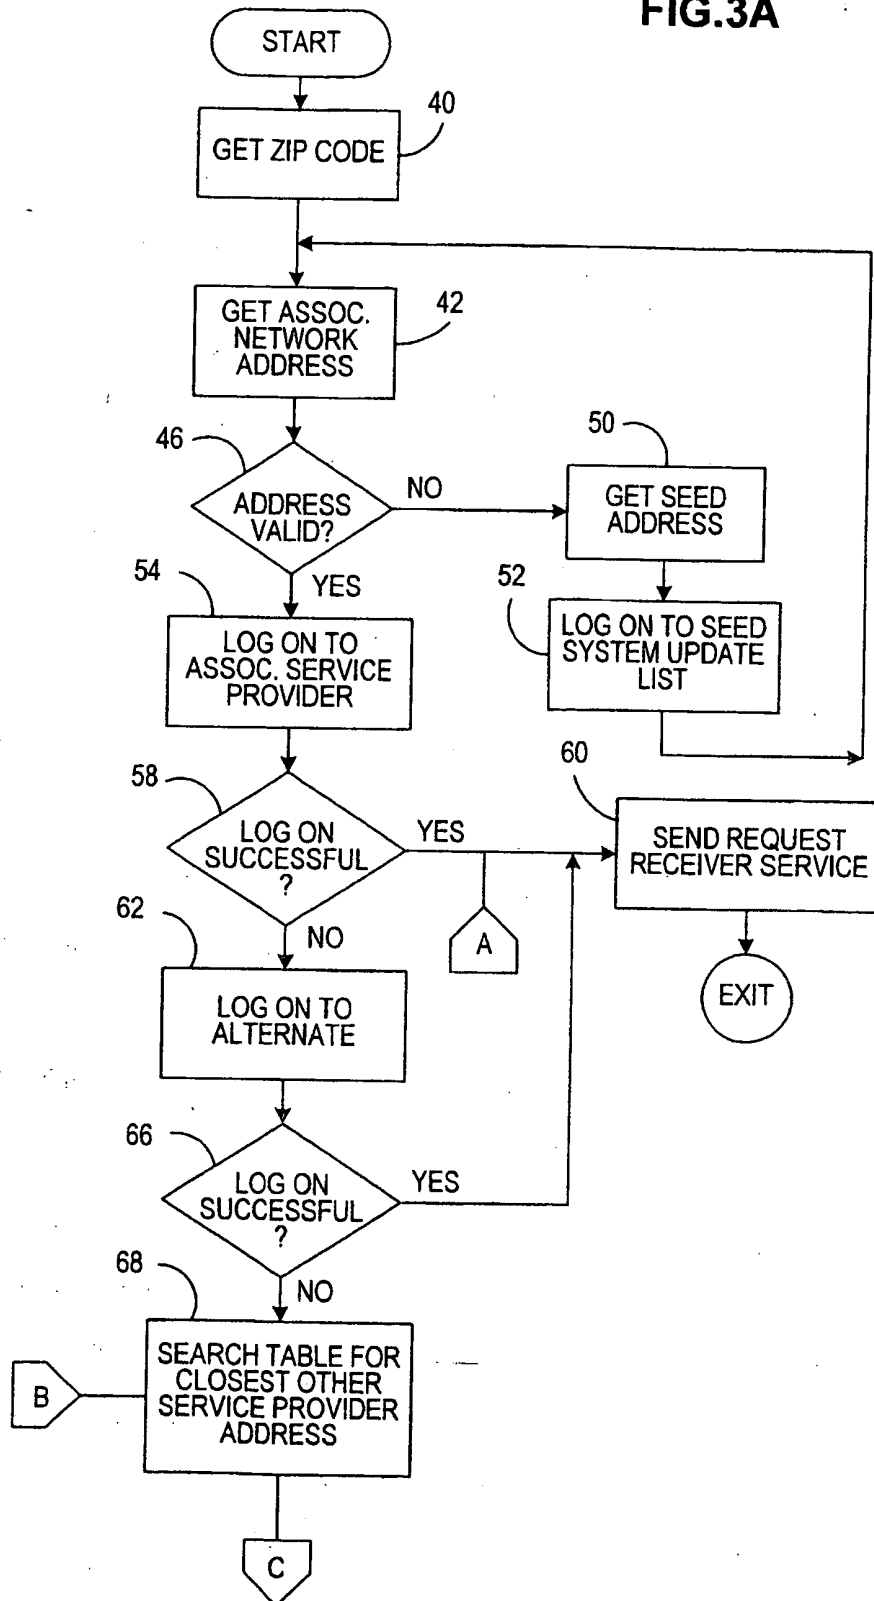 FIG.3A
START
40
GET ZIP CODE
42
GET ASSOC.
NETWORK
ADDRESS
46
ADDRESS
VALID?
NO
YES
50
GET SEED
ADDRESS
52
LOG ON TO SEED
SYSTEM UPDATE
LIST
54
LOG ON TO
ASSOC. SERVICE
PROVIDER
58
LOG ON
SUCCESSFUL
?
YES
NO
A
60
SEND REQUEST
RECEIVER SERVICE
EXIT
62
LOG ON TO
ALTERNATE
66
LOG ON
SUCCESSFUL
?
YES
NO
68
SEARCH TABLE FOR
CLOSEST OTHER
SERVICE PROVIDER
ADDRESS
B
C